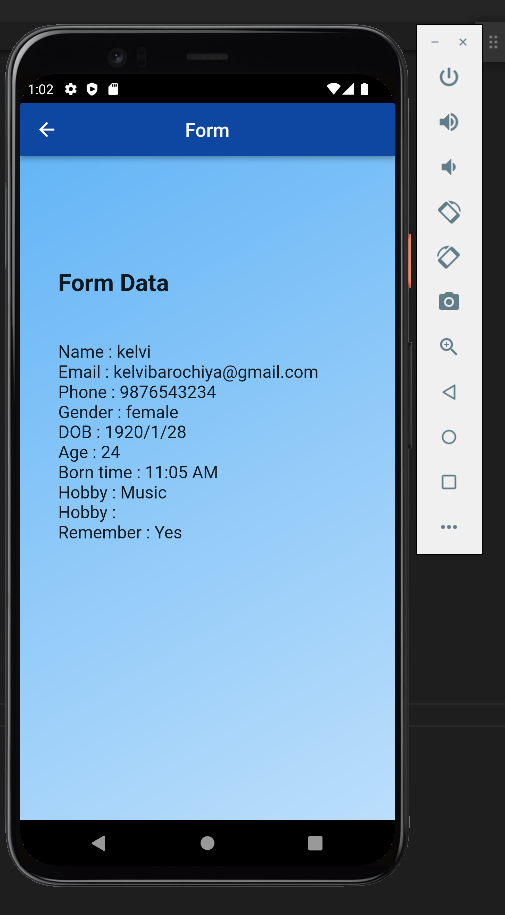 1:02
Form
Form Data
Name : kelvi
Email : kelvibarochiya@gmail.com
Phone : 9876543234
Gender : female
DOB : 1920/1/28
Age : 24
Born time : 11:05 AM
Hobby : Music
Hobby :
Remember : Yes